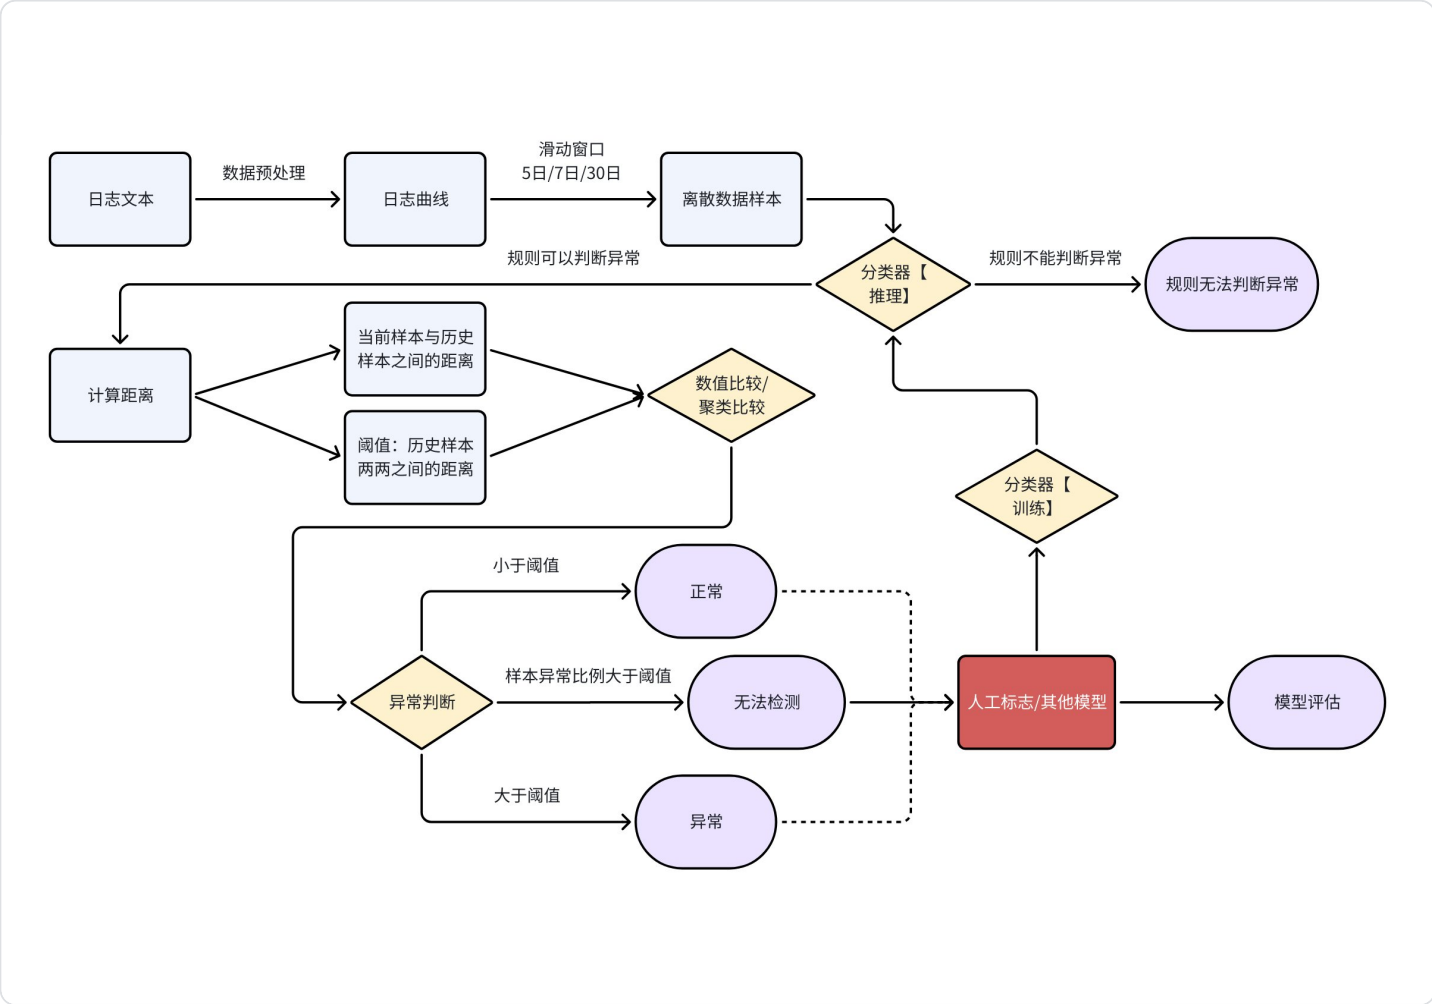 滑动窗口
5日/7日/30日
数据预处理
日志文本
日志曲线
离散数据样本
规则可以判断异常
分类器【
推理】
规则不能判断异常
规则无法判断异常
计算距离
当前样本与历史
样本之间的距离
阈值：历史样本
两两之间的距离
数值比较/
聚类比较
分类器【
训练】
小于阈值
正常
异常判断
样本异常比例大于阈值
无法检测
人工标志/其他模型
模型评估
大于阈值
异常